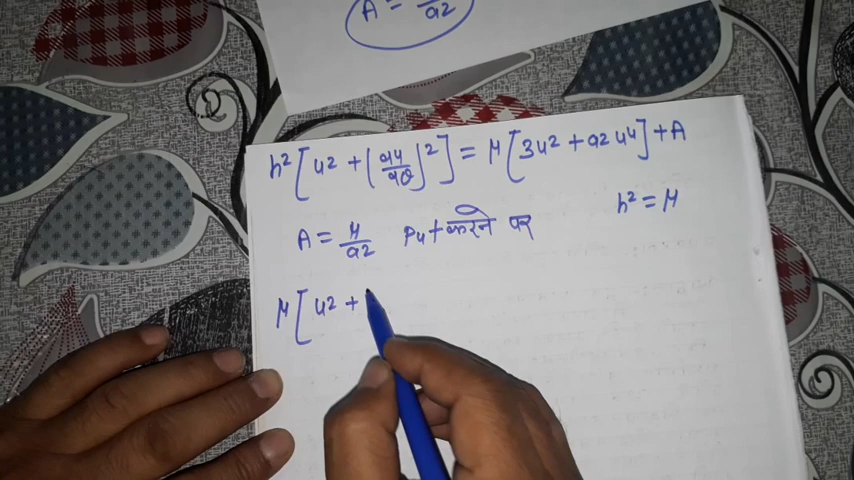 A = — a2
h² [ u² + (du/dθ)² ] = μ [ 3u² + a2 u⁴ ] + A
A = μ/a2 Put करने पर h² = μ
μ [ u² +